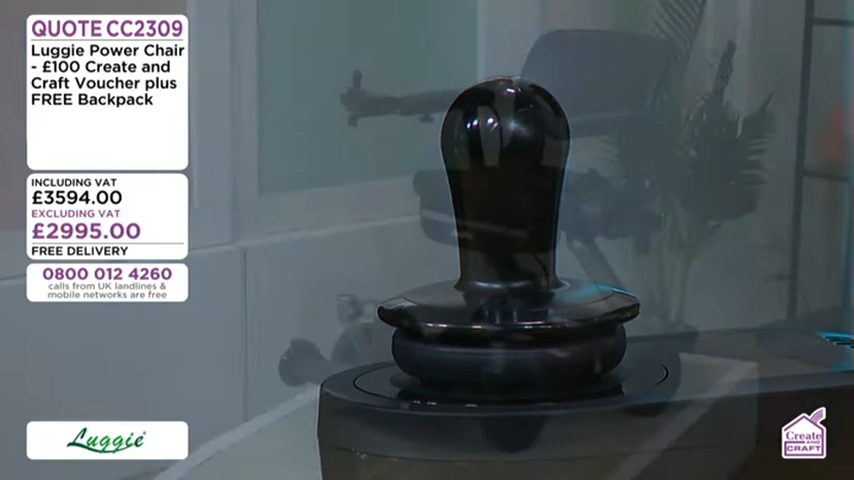 QUOTE CC2309
Luggie Power Chair
- £100 Create and
Craft Voucher plus
FREE Backpack
INCLUDING VAT
£3594.00
EXCLUDING VAT
£2995.00
FREE DELIVERY
0800 012 4260
calls from UK landlines &
mobile networks are free
Luggie
Create
AND
CRAFT